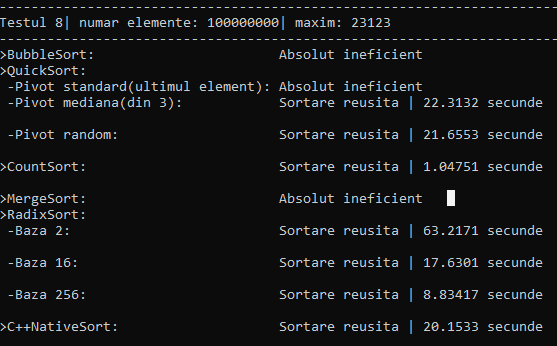 Testul 8| numar elemente: 100000000| maxim: 23123
>BubbleSort: Absolut ineficient
>QuickSort:
-Pivot standard(ultimul element): Absolut ineficient
-Pivot mediana(din 3): Sortare reusita | 22.3132 secunde
-Pivot random: Sortare reusita | 21.6553 secunde
>CountSort: Sortare reusita | 1.04751 secunde
>MergeSort: Absolut ineficient
>RadixSort:
-Baza 2: Sortare reusita | 63.2171 secunde
-Baza 16: Sortare reusita | 17.6301 secunde
-Baza 256: Sortare reusita | 8.83417 secunde
>C++NativeSort: Sortare reusita | 20.1533 secunde